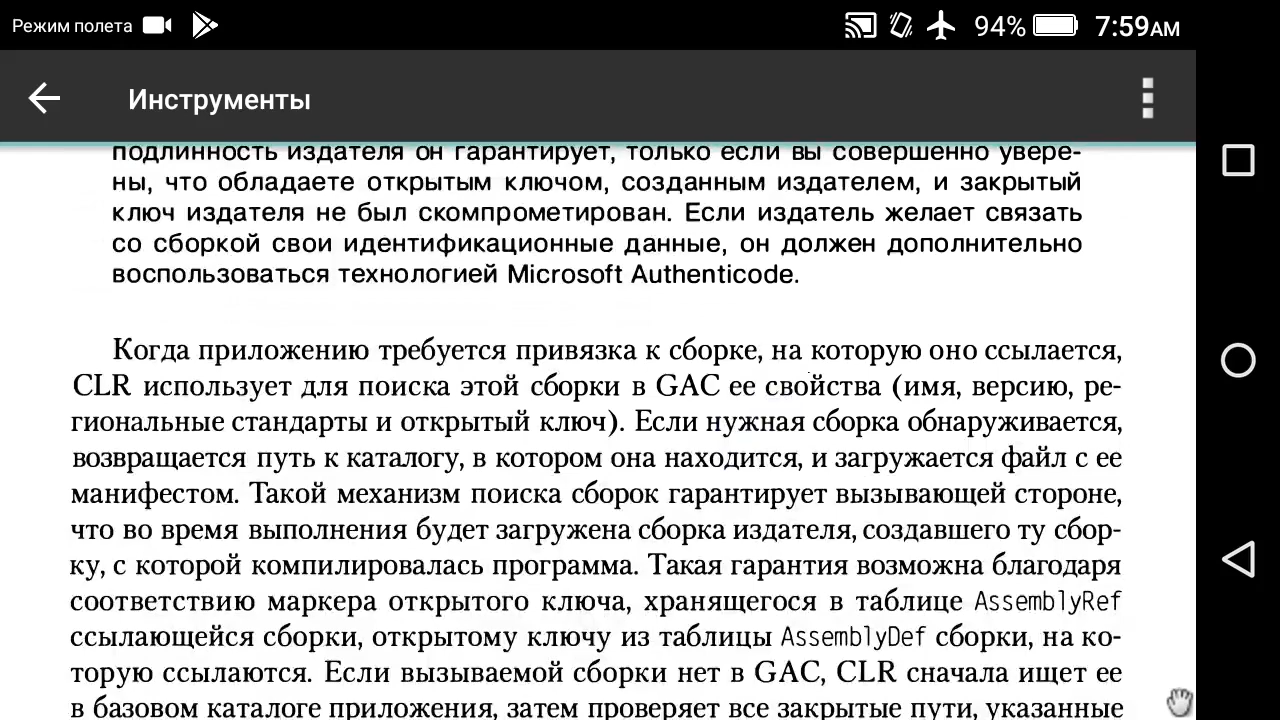 Режим полета 94% 7:59AM
Инструменты
подлинность издателя он гарантирует, только если вы совершенно увере-
ны, что обладаете открытым ключом, созданным издателем, и закрытый
ключ издателя не был скомпрометирован. Если издатель желает связать
со сборкой свои идентификационные данные, он должен дополнительно
воспользоваться технологией Microsoft Authenticode.
Когда приложению требуется привязка к сборке, на которую оно ссылается,
CLR использует для поиска этой сборки в GAC ее свойства (имя, версию, ре-
гиональные стандарты и открытый ключ). Если нужная сборка обнаруживается,
возвращается путь к каталогу, в котором она находится, и загружается файл с ее
манифестом. Такой механизм поиска сборок гарантирует вызывающей стороне,
что во время выполнения будет загружена сборка издателя, создавшего ту сбор-
ку, с которой компилировалась программа. Такая гарантия возможна благодаря
соответствию маркера открытого ключа, хранящегося в таблице AssemblyRef
ссылающейся сборки, открытому ключу из таблицы AssemblyDef сборки, на ко-
торую ссылаются. Если вызываемой сборки нет в GAC, CLR сначала ищет ее
в базовом каталоге приложения, затем проверяет все закрытые пути, указанные